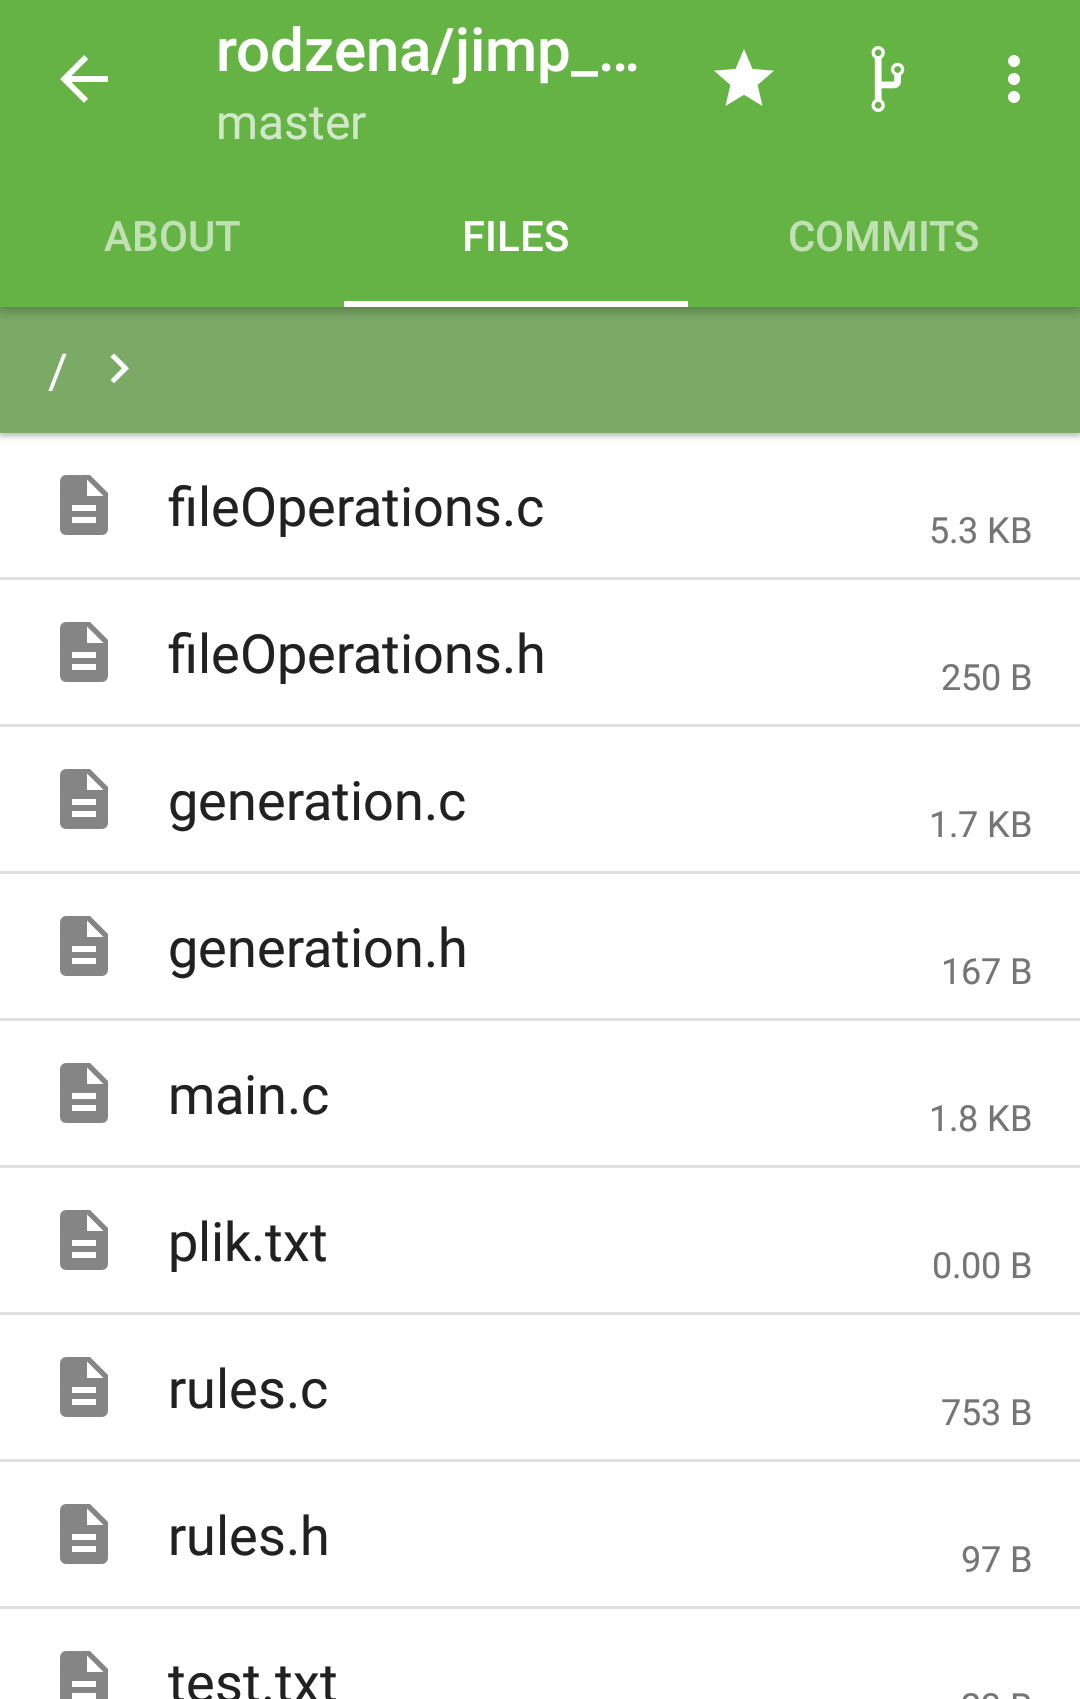 rodzena/jimp_...
master
ABOUT FILES COMMITS
/ >
fileOperations.c
5.3 KB
fileOperations.h
250 B
generation.c
1.7 KB
generation.h
167 B
main.c
1.8 KB
plik.txt
0.00 B
rules.c
753 B
rules.h
97 B
test.txt